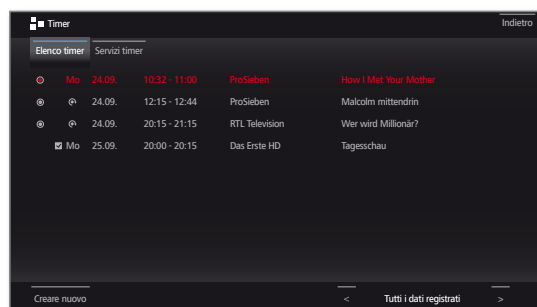 Timer Indietro
Elenco timer Servizi timer
Mo 24.09. 10:32 - 11:00 ProSieben How I Met Your Mother
24.09. 12:15 - 12:44 ProSieben Malcolm mittendrin
24.09. 20:15 - 21:15 RTL Television Wer wird Millionär?
Mo 25.09. 20:00 - 20:15 Das Erste HD Tagesschau
Creare nuovo < Tutti i dati registrati >